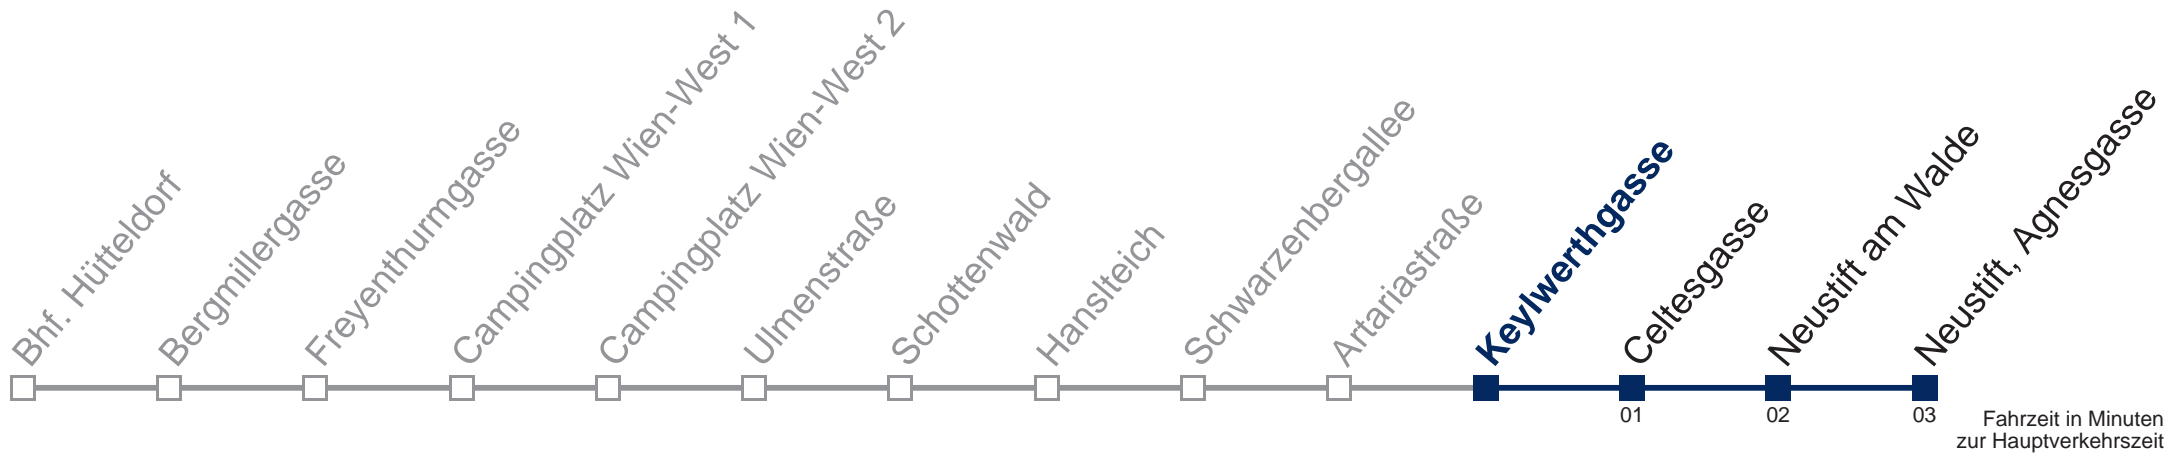 Bhf. Hütteldorf
Bergmillergasse
Freyenthurmgasse
Campingplatz Wien-West 1
Campingplatz Wien-West 2
Ulmenstraße
Schottenwald
Hanslteich
Schwarzenbergallee
Artariastraße
Keylwerthgasse
Celtesgasse
Neustift am Walde
Neustift, Agnesgasse
01
02
03
Fahrzeit in Minuten
zur Hauptverkehrszeit